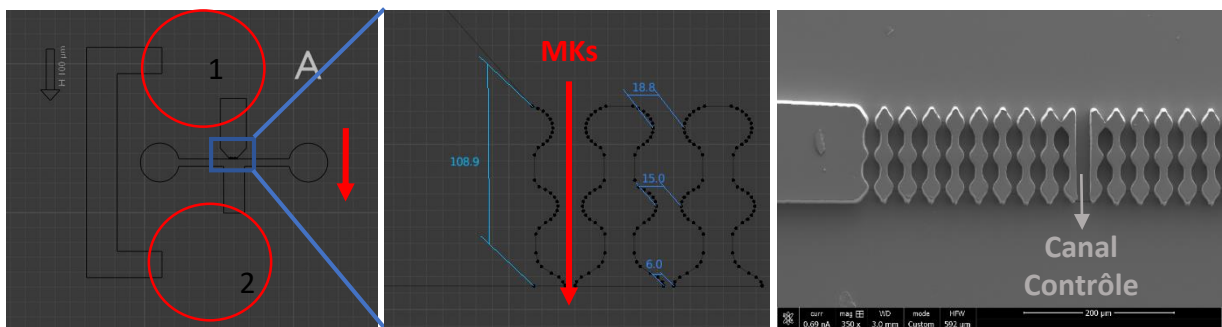 1
A
H 100 µm
2
MKs
18.8
108.9
15.0
6.0
Canal
Contrôle
curr
mag
WD
mode
HFW
200 µm
0.69 nA
350 x
3.0 mm
Custom
592 µm